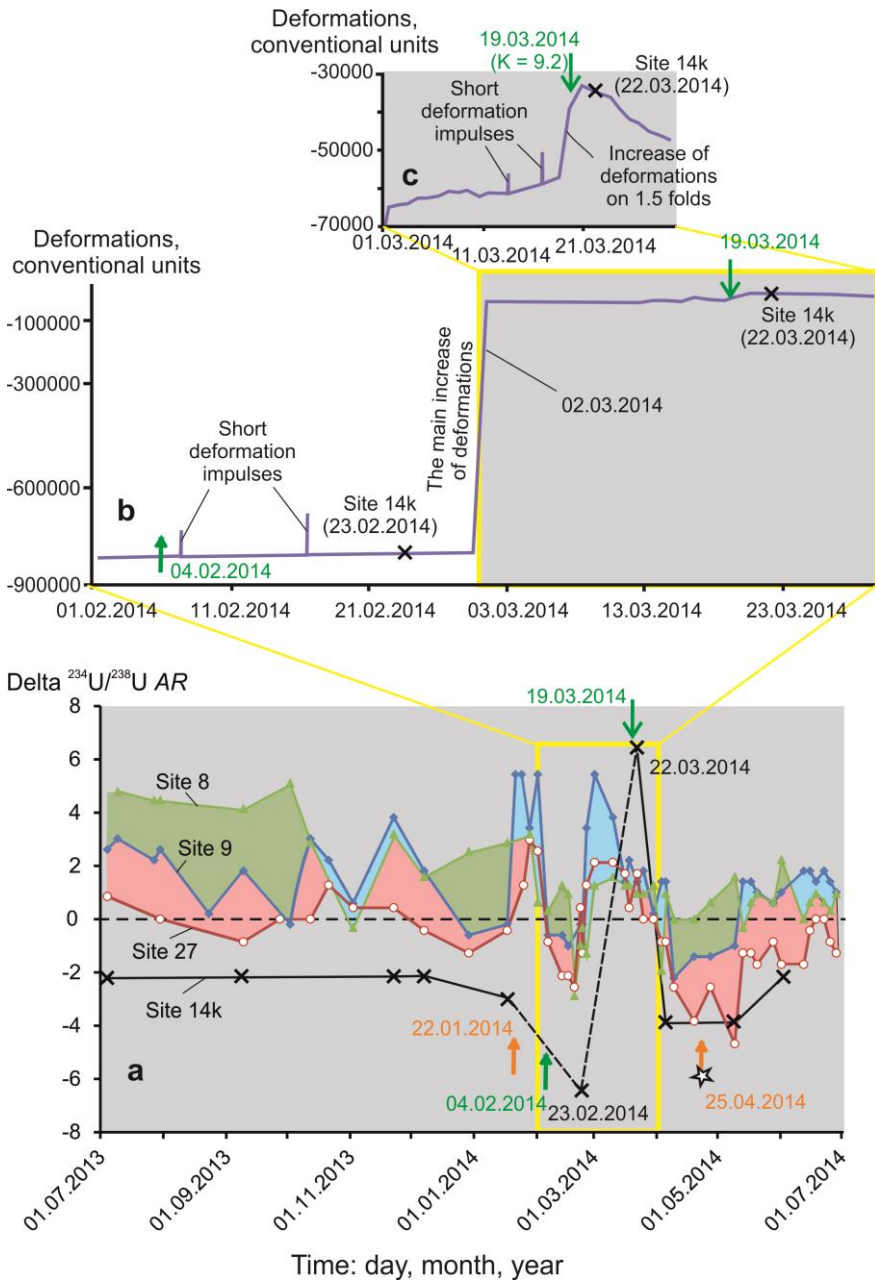 Deformations,
conventional units
19.03.2014
(K = 9.2)
Site 14k
(22.03.2014)
-30000
Short
deformation
impulses
-50000
c
Increase of
deformations
on 1.5 folds
-70000
01.03.2014
11.03.2014
21.03.2014
Deformations,
conventional units
19.03.2014
-100000
Site 14k
(22.03.2014)
-300000
The main increase
of deformations
02.03.2014
Short
deformation
impulses
-600000
b
Site 14k
(23.02.2014)
04.02.2014
-900000
01.02.2014 11.02.2014 21.02.2014 03.03.2014 13.03.2014 23.03.2014
Delta ²³⁴U/²³⁸U AR
19.03.2014
8
6
22.03.2014
Site 8
4
Site 9
2
0
Site 27
-2
Site 14k
-4
22.01.2014
a
-6
04.02.2014
23.02.2014
25.04.2014
-8
01.07.2013
01.09.2013
01.11.2013
01.01.2014
01.03.2014
01.05.2014
01.07.2014
Time: day, month, year